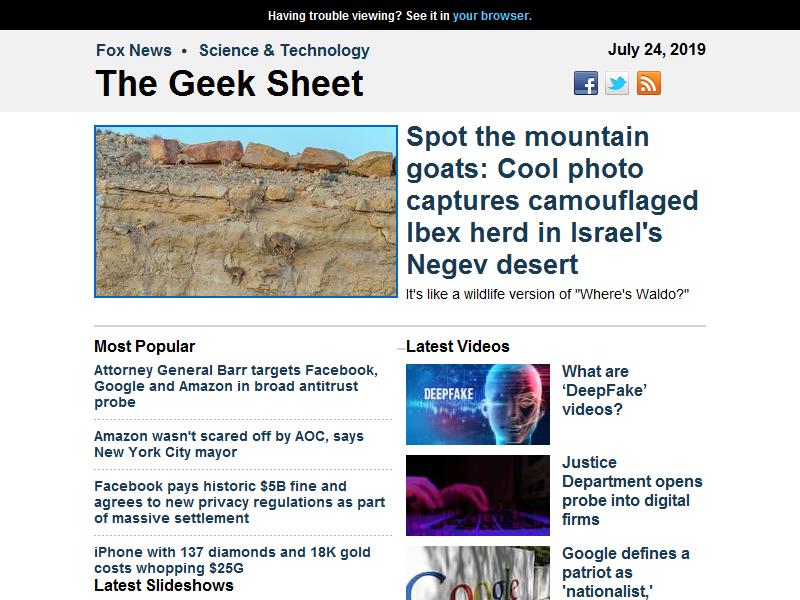 Having trouble viewing? See it in your browser.
Fox News • Science & Technology
July 24, 2019
The Geek Sheet
Spot the mountain
goats: Cool photo
captures camouflaged
Ibex herd in Israel's
Negev desert
It's like a wildlife version of "Where's Waldo?"
Most Popular
Attorney General Barr targets Facebook,
Google and Amazon in broad antitrust
probe
Amazon wasn't scared off by AOC, says
New York City mayor
Facebook pays historic $5B fine and
agrees to new privacy regulations as part
of massive settlement
iPhone with 137 diamonds and 18K gold
costs whopping $25G
Latest Slideshows
Latest Videos
DEEPFAKE
What are
‘DeepFake’
videos?
Justice
Department opens
probe into digital
firms
Google
Google defines a
patriot as
'nationalist,'